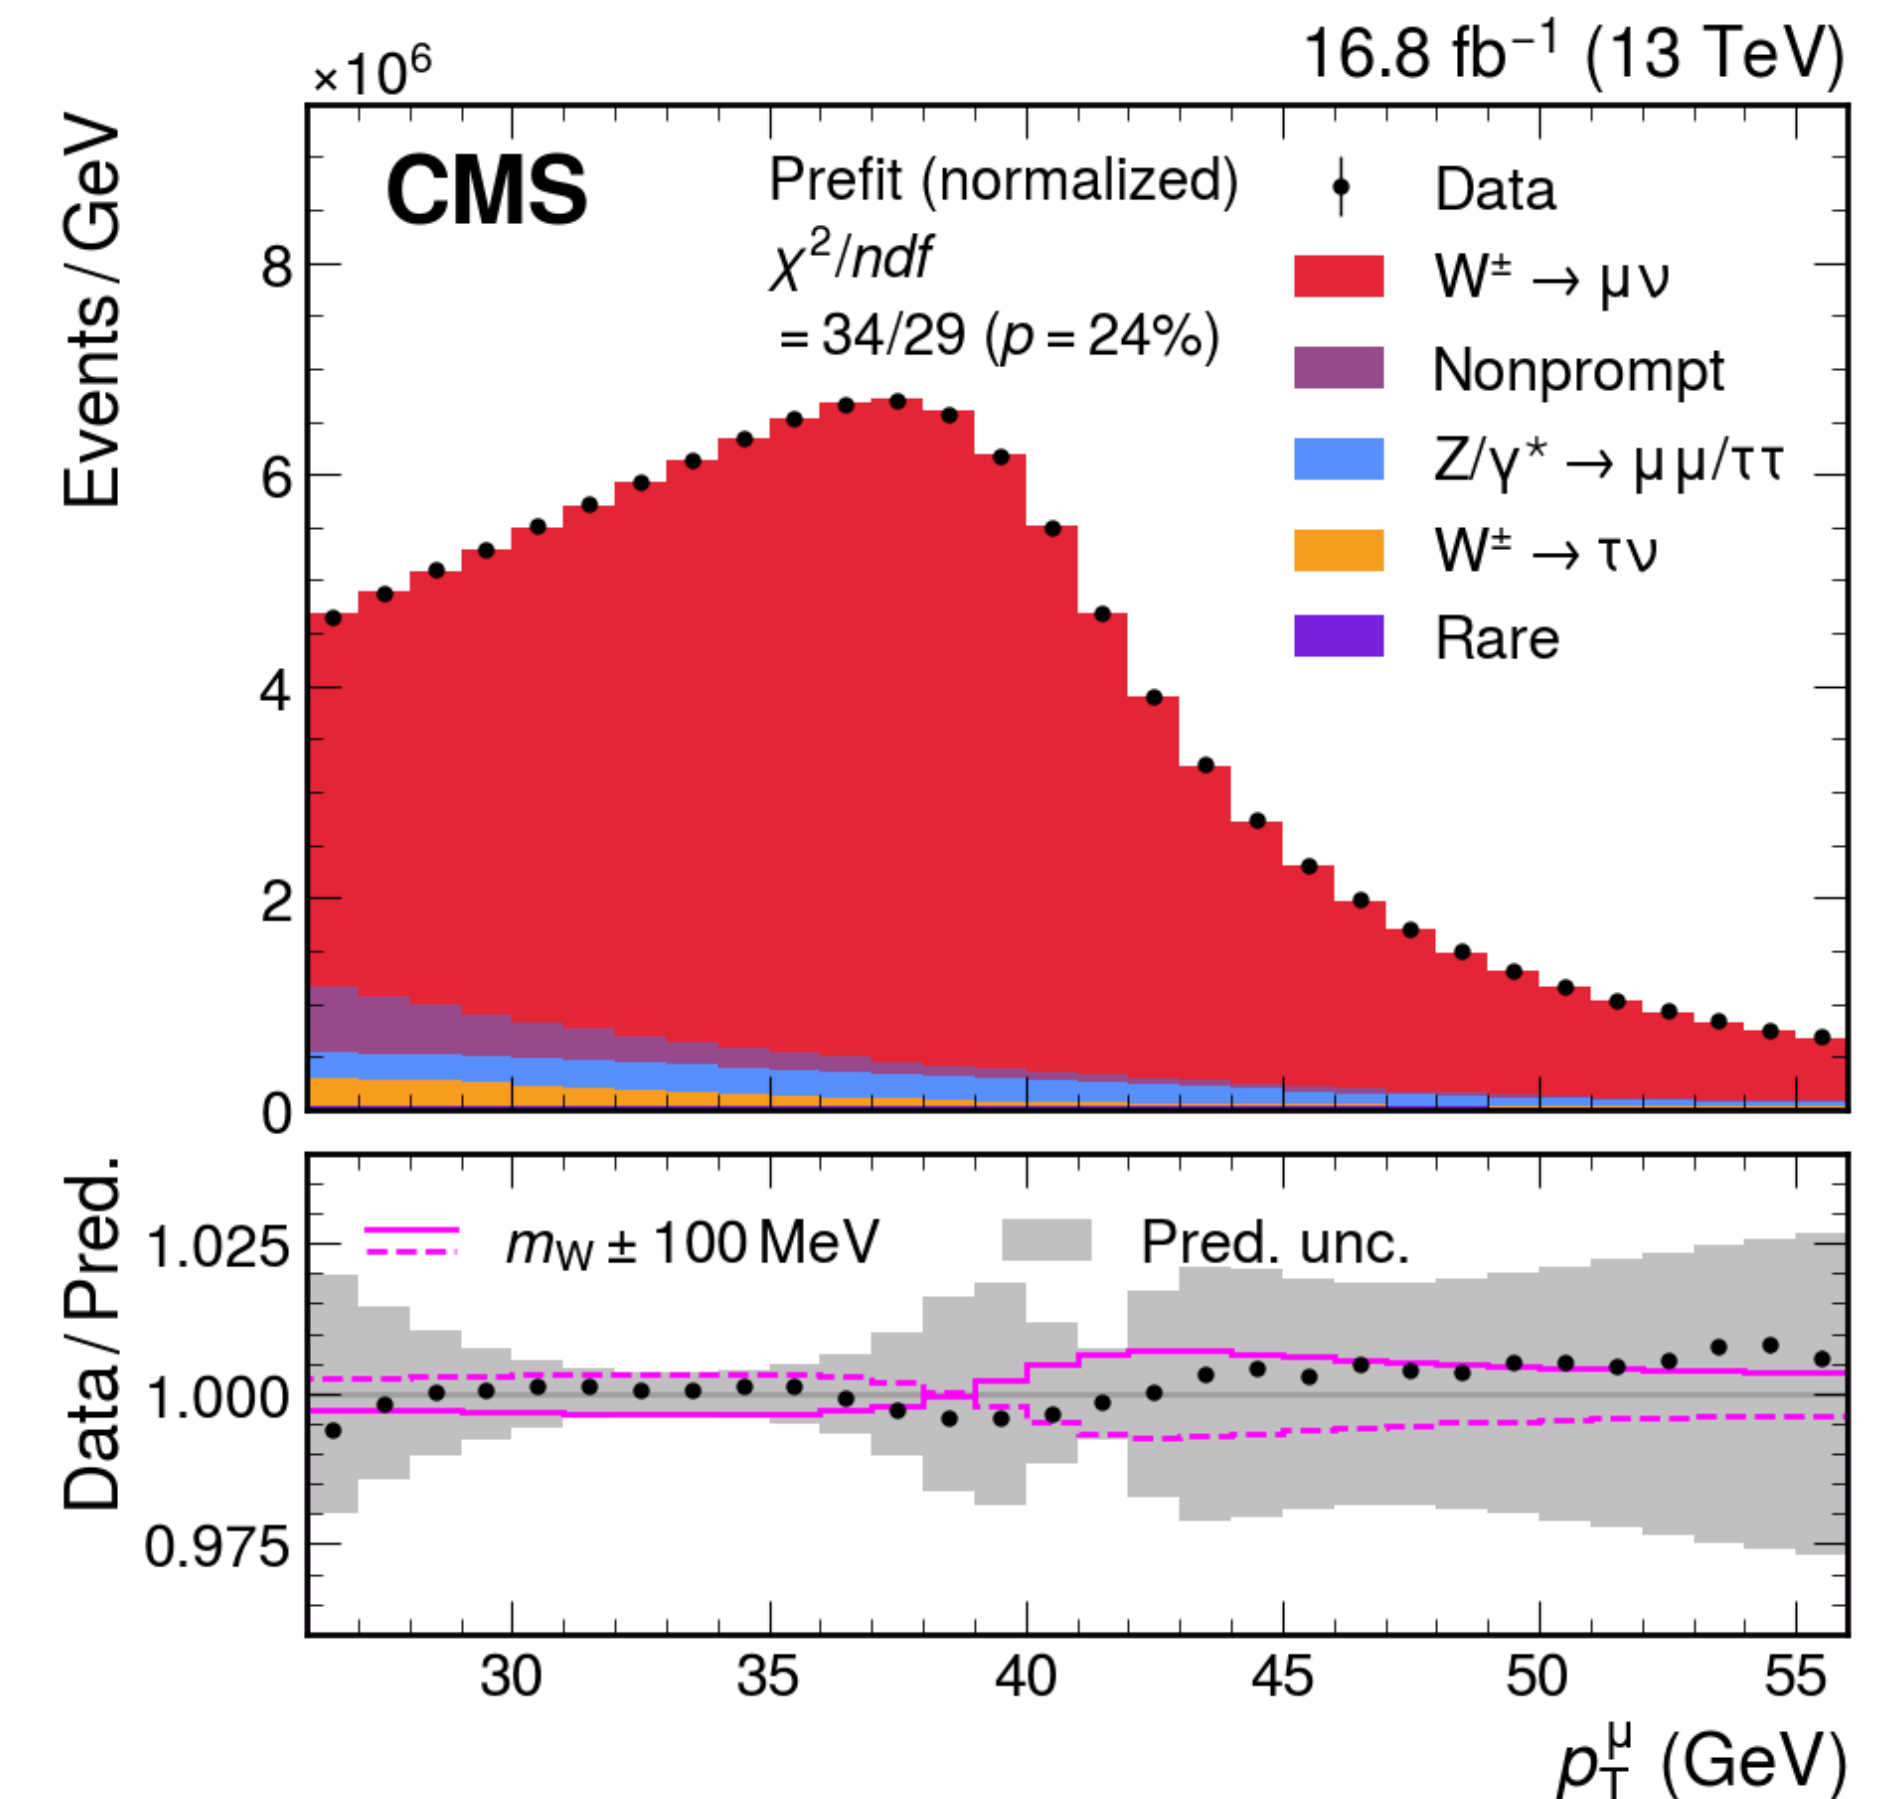 16.8 fb⁻¹ (13 TeV)
×10⁶
Events / GeV
CMS
Prefit (normalized)
χ²/ndf
= 34/29 (p = 24%)
Data
W± → μν
Nonprompt
Z/γ* → μμ/ττ
W± → τν
Rare
8
6
4
2
0
Data / Pred.
m_W ± 100 MeV
Pred. unc.
1.025
1.000
0.975
30 35 40 45 50 55
p_T^μ (GeV)